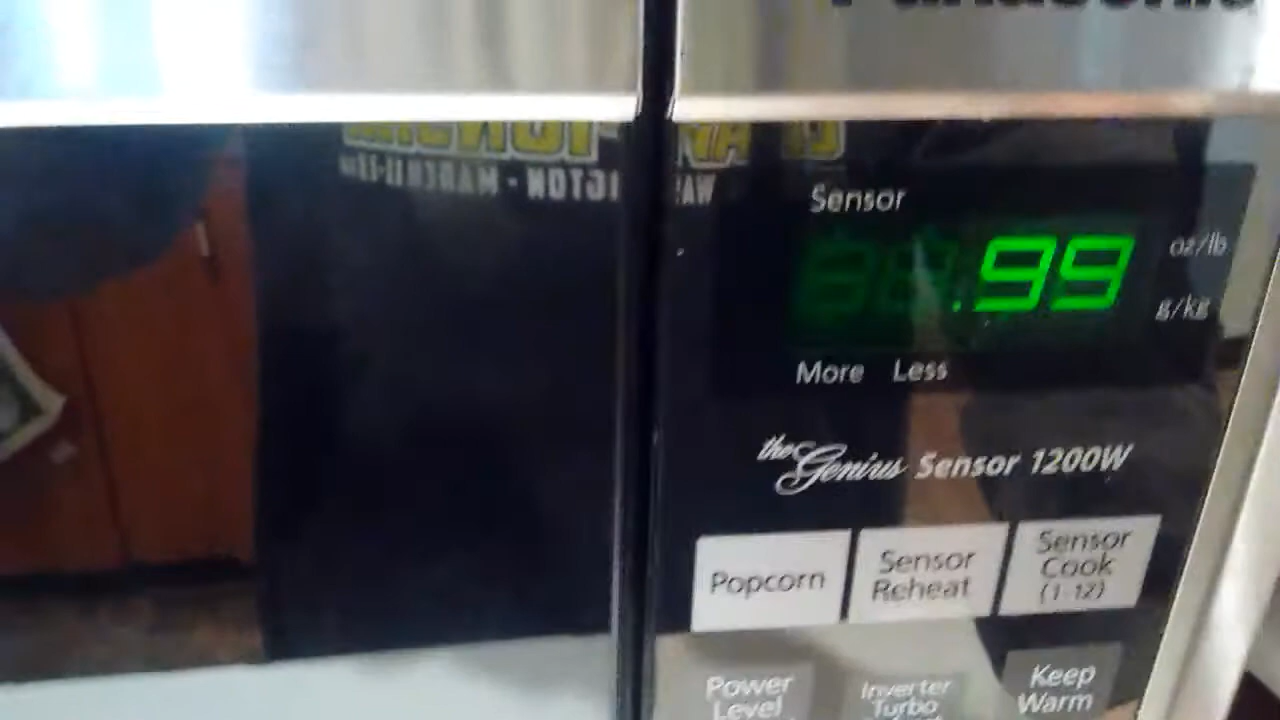 Panasonic
Sensor
.99
oz/lb
g/kg
More Less
the Genius Sensor 1200W
Popcorn
Sensor
Reheat
Sensor
Cook
(1-12)
Power
Level
Inverter
Turbo
Keep
Warm